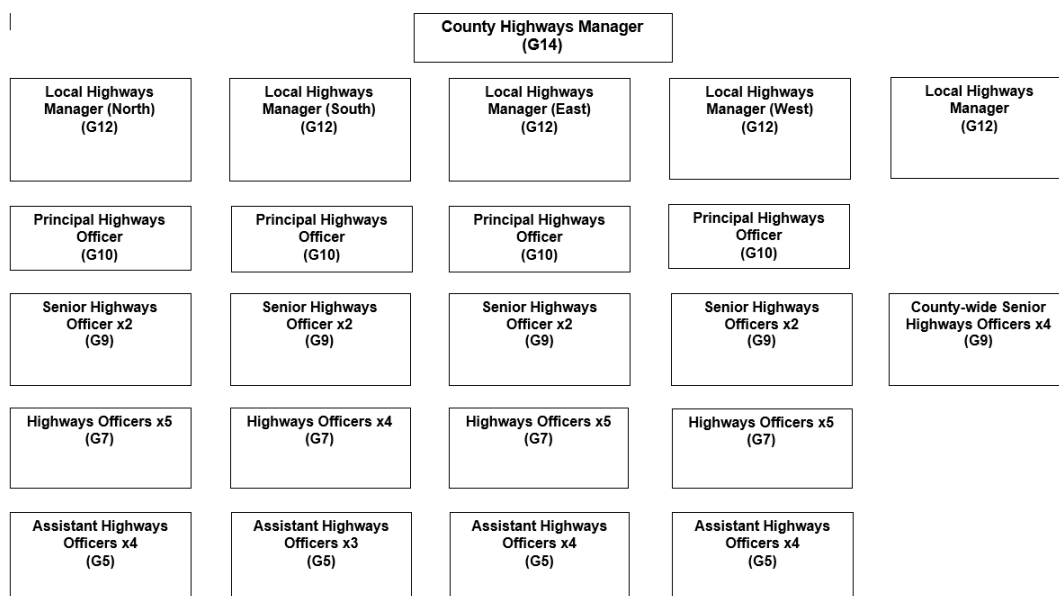 County Highways Manager
(G14)
Local Highways
Manager (North)
(G12)
Local Highways
Manager (South)
(G12)
Local Highways
Manager (East)
(G12)
Local Highways
Manager (West)
(G12)
Local Highways
Manager
(G12)
Principal Highways
Officer
(G10)
Principal Highways
Officer
(G10)
Principal Highways
Officer
(G10)
Principal Highways
Officer
(G10)
Senior Highways
Officer x2
(G9)
Senior Highways
Officer x2
(G9)
Senior Highways
Officer x2
(G9)
Senior Highways
Officers x2
(G9)
County-wide Senior
Highways Officers x4
(G9)
Highways Officers x5
(G7)
Highways Officers x4
(G7)
Highways Officers x5
(G7)
Highways Officers x5
(G7)
Assistant Highways
Officers x4
(G5)
Assistant Highways
Officers x3
(G5)
Assistant Highways
Officers x4
(G5)
Assistant Highways
Officers x4
(G5)